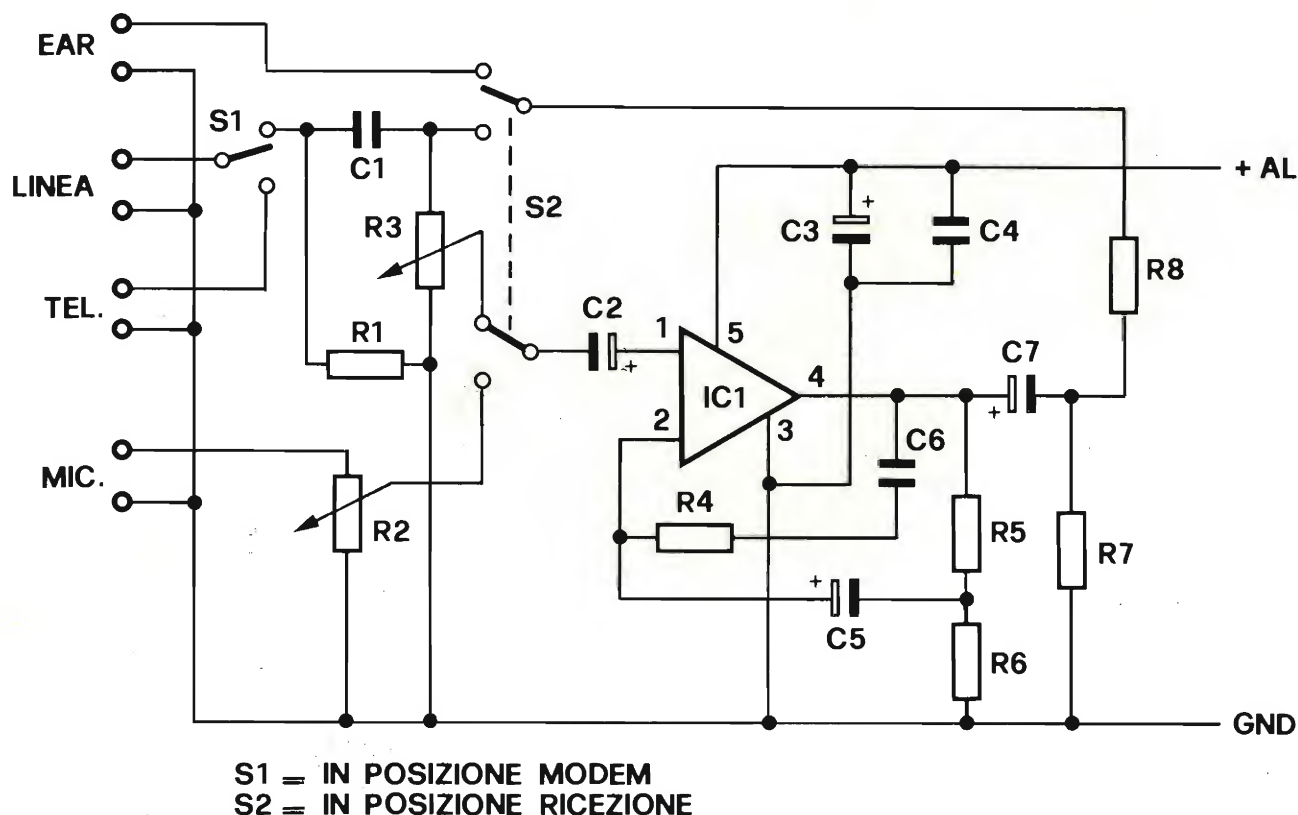 EAR
S1
C1
LINEA
+ AL
S2
R3
C3
+
C4
R8
TEL.
C2
+
1
5
R1
C7
+
IC1
4
2
3
C6
MIC.
R4
R2
R5
R7
+
C5
R6
GND
S1 = IN POSIZIONE MODEM
S2 = IN POSIZIONE RICEZIONE